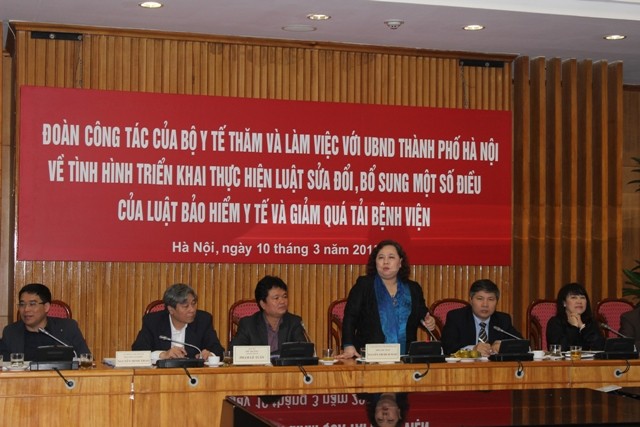 ĐOÀN CÔNG TÁC CỦA BỘ Y TẾ THĂM VÀ LÀM VIỆC VỚI UBND THÀNH PHỐ HÀ NỘI
VỀ TÌNH HÌNH TRIỂN KHAI THỰC HIỆN LUẬT SỬA ĐỔI, BỔ SUNG MỘT SỐ ĐIỀU
CỦA LUẬT BẢO HIỂM Y TẾ VÀ GIẢM QUÁ TẢI BỆNH VIỆN
Hà Nội, ngày 10 tháng 3 năm